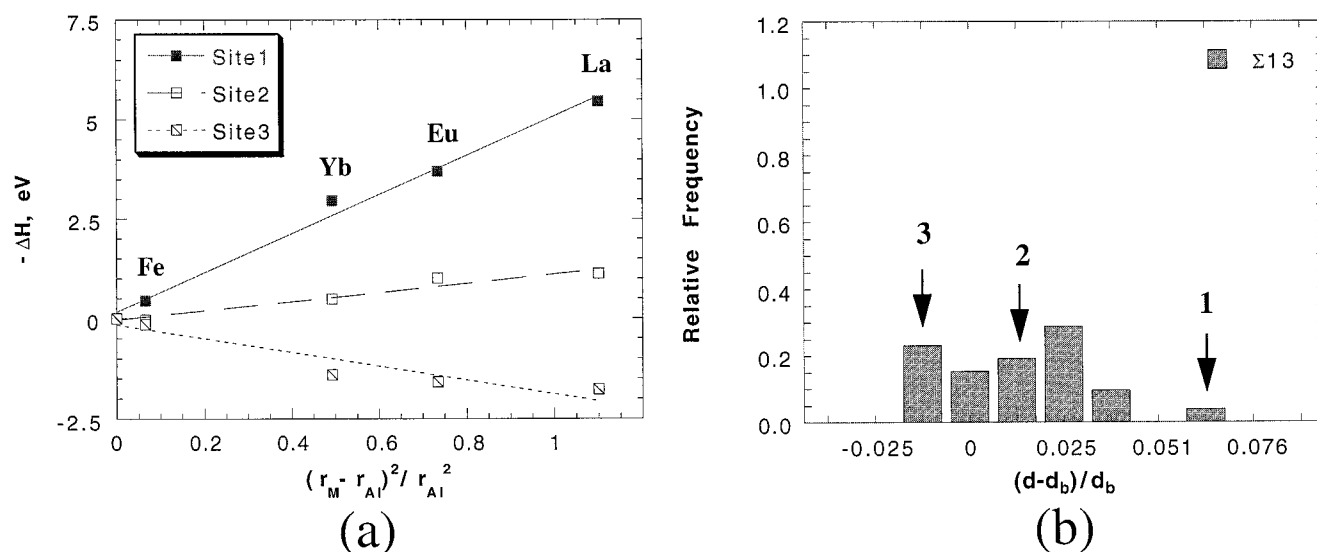 7.5
5
2.5
0
-2.5
- ΔH, eV
Site1
Site2
Site3
Fe
Yb
Eu
La
0 0.2 0.4 0.6 0.8 1
(r_M - r_Al)^2 / r_Al^2
(a)
1.2
1.0
0.8
0.6
0.4
0.2
0.0
Relative Frequency
Σ13
3
2
1
-0.025 0 0.025 0.051 0.076
(d-d_b)/d_b
(b)